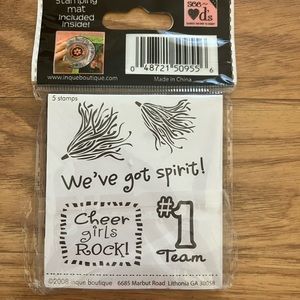 stamping
mat
included
inside!
see
d's
0 48721 50955 6
www.inqueboutique.com
Made in China
5 stamps
We've got spirit!
Cheer
girls
ROCK!
#1
Team
©2008 inque boutique 6685 Marbut Road Lithonia GA 30058